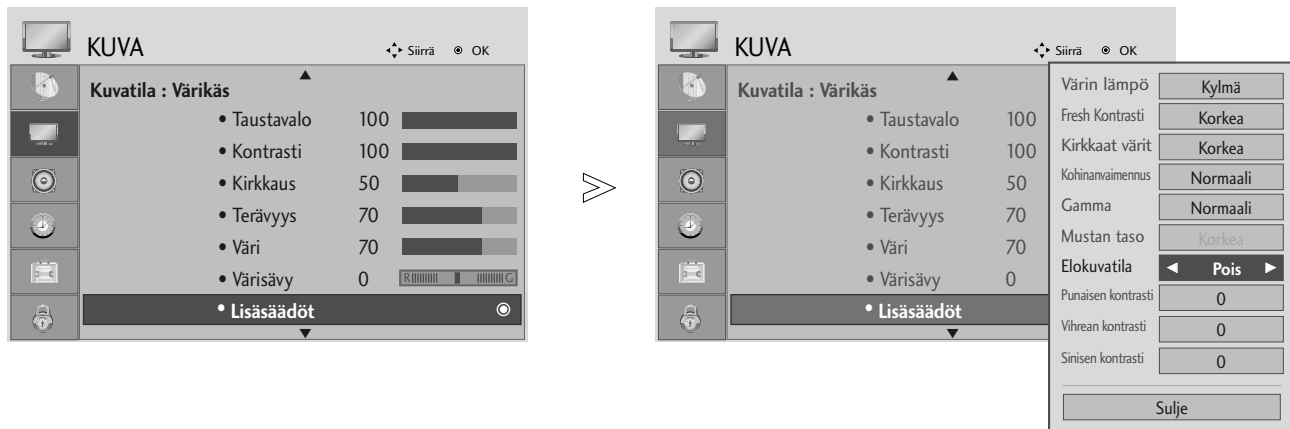 KUVA Siirrä OK
Kuvatila : Värikäs
• Taustavalo 100
• Kontrasti 100
• Kirkkaus 50
• Terävyys 70
• Väri 70
• Värisävy 0 R G
• Lisäsäädöt
KUVA Siirrä OK
Kuvatila : Värikäs
• Taustavalo 100
• Kontrasti 100
• Kirkkaus 50
• Terävyys 70
• Väri 70
• Värisävy 0
• Lisäsäädöt
Värin lämpö Kylmä
Fresh Kontrasti Korkea
Kirkkaat värit Korkea
Kohinanvaimennus Normaali
Gamma Normaali
Mustan taso Korkea
Elokuvatila Pois
Punaisen kontrasti 0
Vihrean kontrasti 0
Sinisen kontrasti 0
Sulje